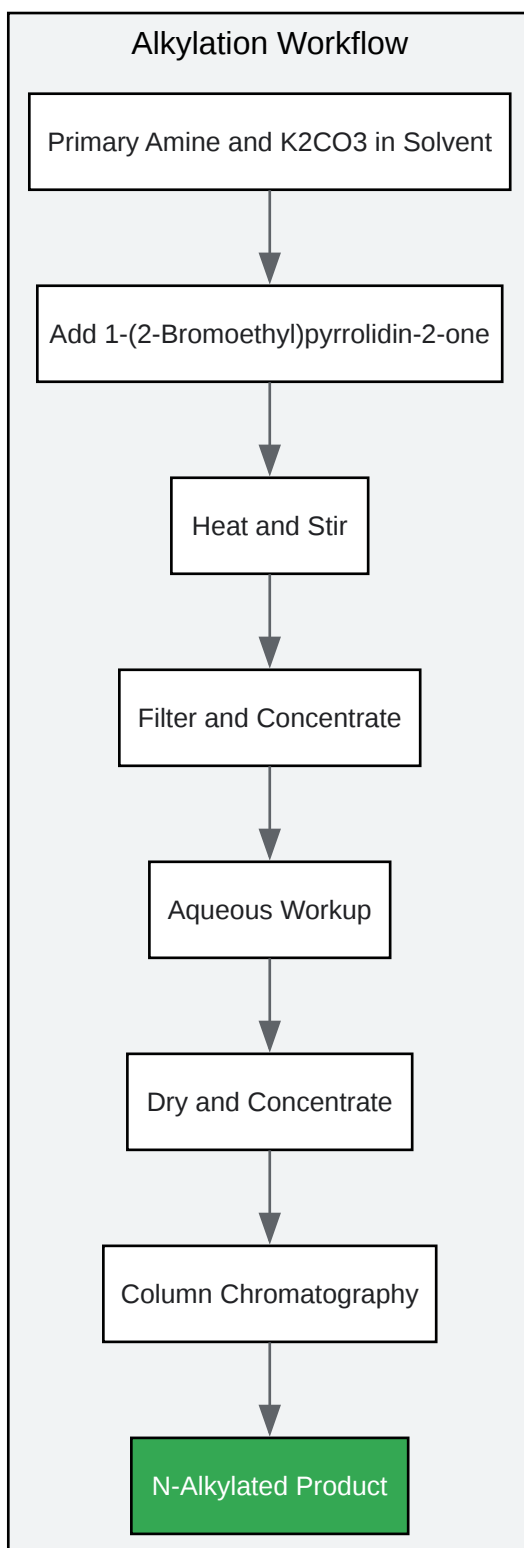 Alkylation Workflow
Primary Amine and K2CO3 in Solvent
Add 1-(2-Bromoethyl)pyrrolidin-2-one
Heat and Stir
Filter and Concentrate
Aqueous Workup
Dry and Concentrate
Column Chromatography
N-Alkylated Product